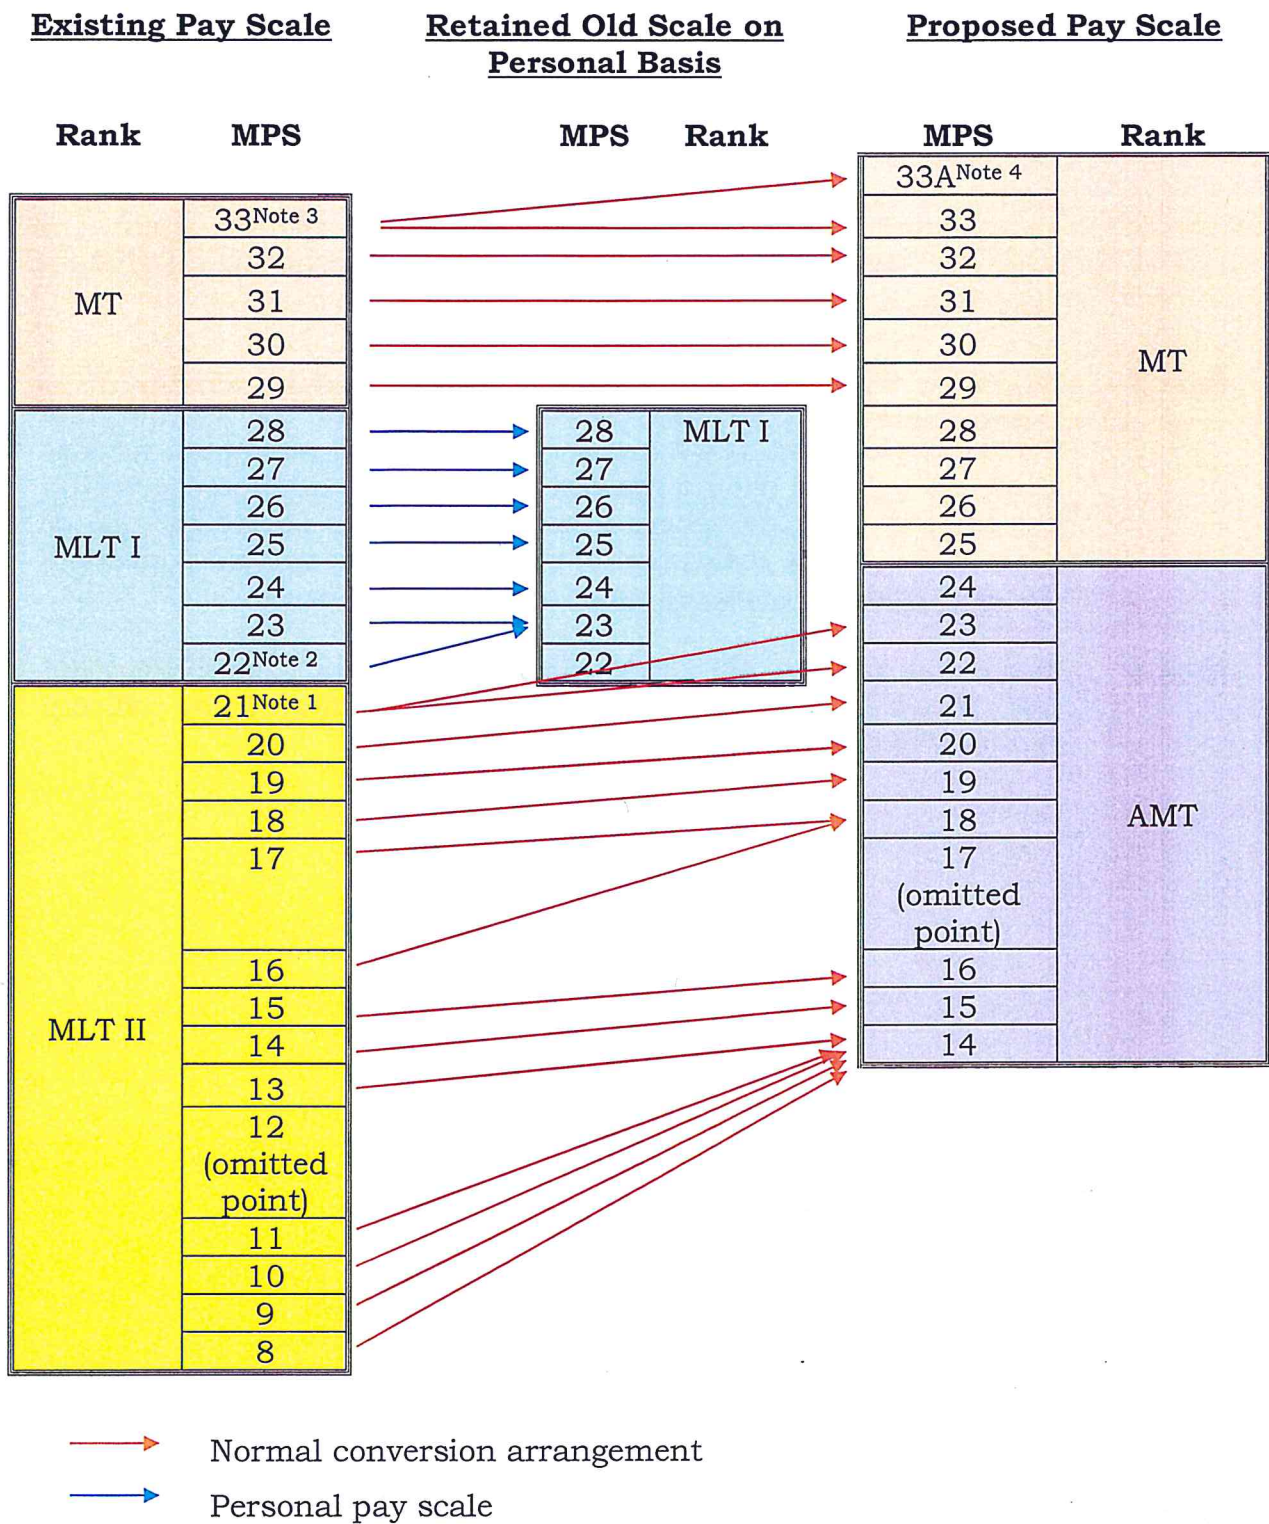 Existing Pay Scale
Retained Old Scale on
Personal Basis
Proposed Pay Scale
Rank MPS
MPS Rank
MPS Rank
MT
33 Note 3
32
31
30
29
MLT I
28
27
26
25
24
23
22 Note 2
MLT II
21 Note 1
20
19
18
17
16
15
14
13
12
(omitted
point)
11
10
9
8
28 MLT I
27
26
25
24
23
22
33A Note 4
33
32
31
30
29
28
27
26
25
MT
24
23
22
21
20
19
18
17
(omitted
point)
16
15
14
AMT
Normal conversion arrangement
Personal pay scale